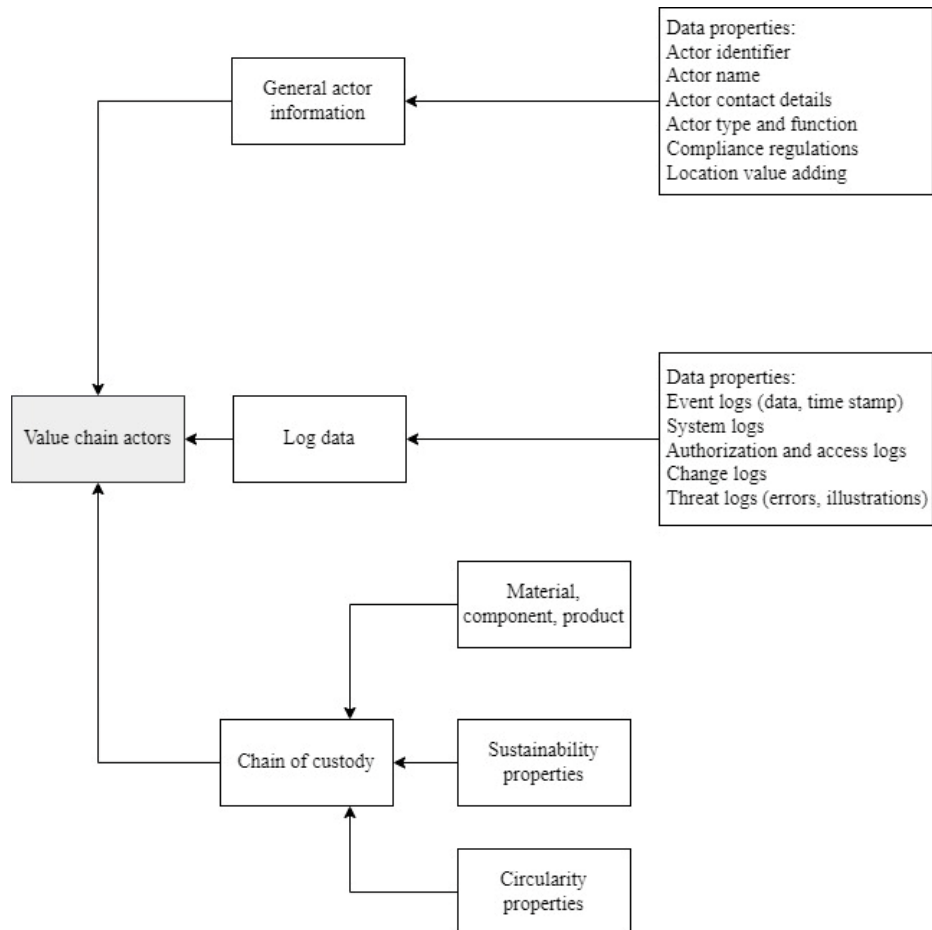 Data properties:
Actor identifier
Actor name
Actor contact details
Actor type and function
Compliance regulations
Location value adding
General actor
information
Data properties:
Event logs (data, time stamp)
System logs
Authorization and access logs
Change logs
Threat logs (errors, illustrations)
Value chain actors
Log data
Material,
component, product
Chain of custody
Sustainability
properties
Circularity
properties